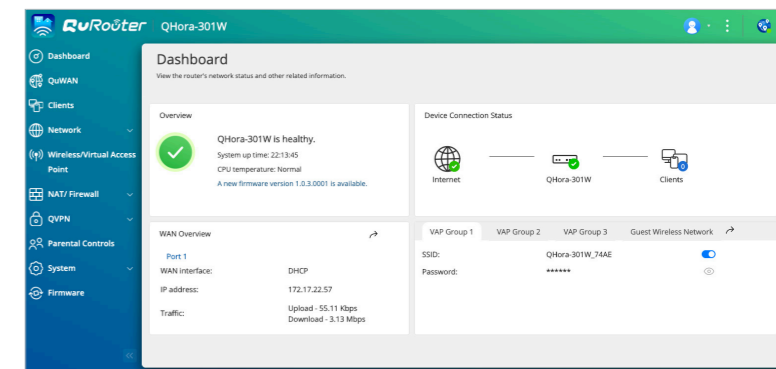 QuRoǔter QHora-301W
Dashboard
QuWAN
Clients
Network
Wireless/Virtual Access
Point
NAT/ Firewall
QVPN
Parental Controls
System
Firmware
Dashboard
View the router's network status and other related information.
Overview
QHora-301W is healthy.
System up time: 22:13:45
CPU temperature: Normal
A new firmware version 1.0.3.0001 is available.
Device Connection Status
Internet
QHora-301W
0
Clients
WAN Overview
Port 1
WAN interface: DHCP
IP address: 172.17.22.57
Traffic: Upload - 55.11 Kbps
Download - 3.13 Mbps
VAP Group 1 VAP Group 2 VAP Group 3 Guest Wireless Network
SSID: QHora-301W_74AE
Password: ******